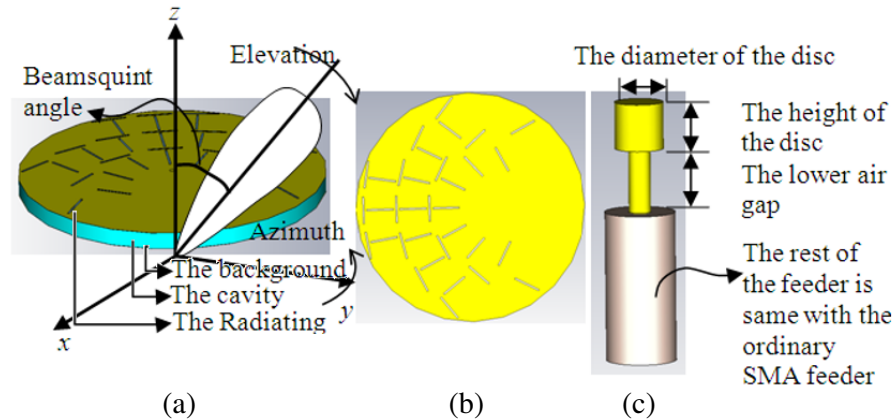 z
Elevation
Beamsquint
angle
Azimuth
The background
The cavity
The Radiating
x
y
The diameter of the disc
The height of
the disc
The lower air
gap
The rest of
the feeder is
same with the
ordinary
SMA feeder
(a)
(b)
(c)